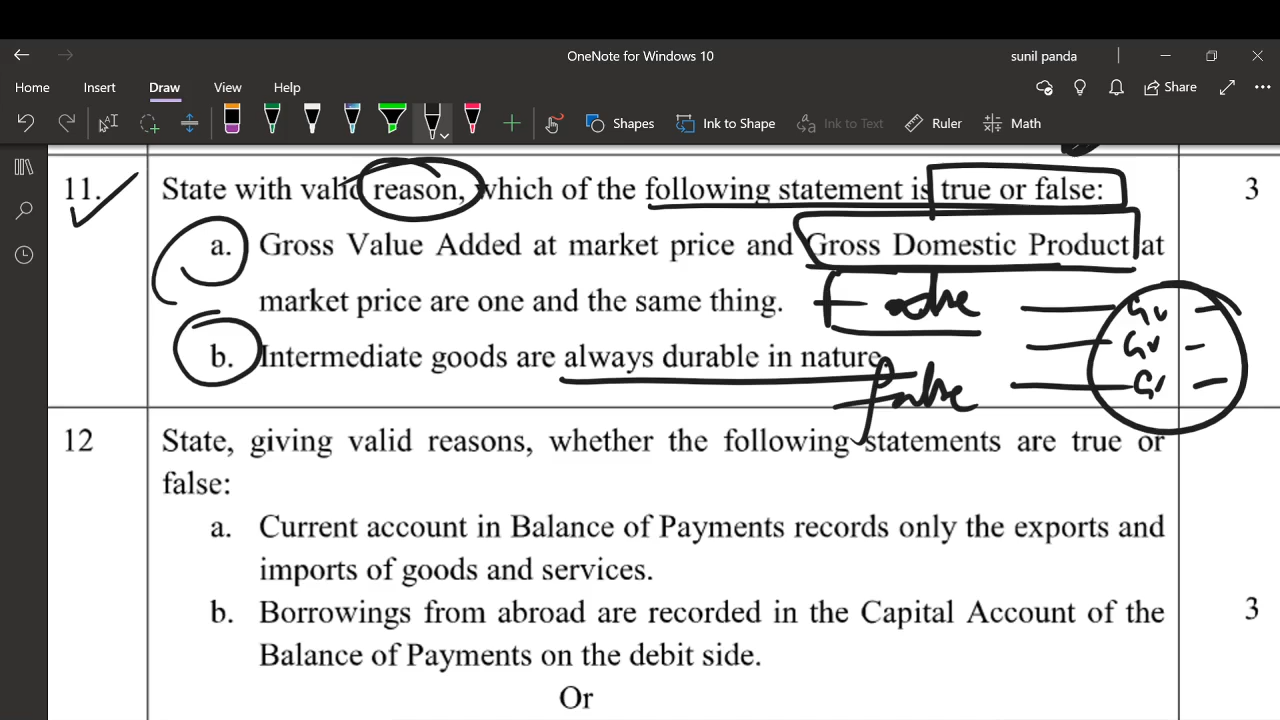 OneNote for Windows 10
sunil panda
Home Insert Draw View Help
Share
Shapes
Ink to Shape
Ink to Text
Ruler
Math
11. State with valid reason, which of the following statement is true or false: 3
a. Gross Value Added at market price and Gross Domestic Product at
market price are one and the same thing. False
b. Intermediate goods are always durable in nature
false
GV
GV
GV
12 State, giving valid reasons, whether the following statements are true or
false:
a. Current account in Balance of Payments records only the exports and
imports of goods and services.
b. Borrowings from abroad are recorded in the Capital Account of the 3
Balance of Payments on the debit side.
Or